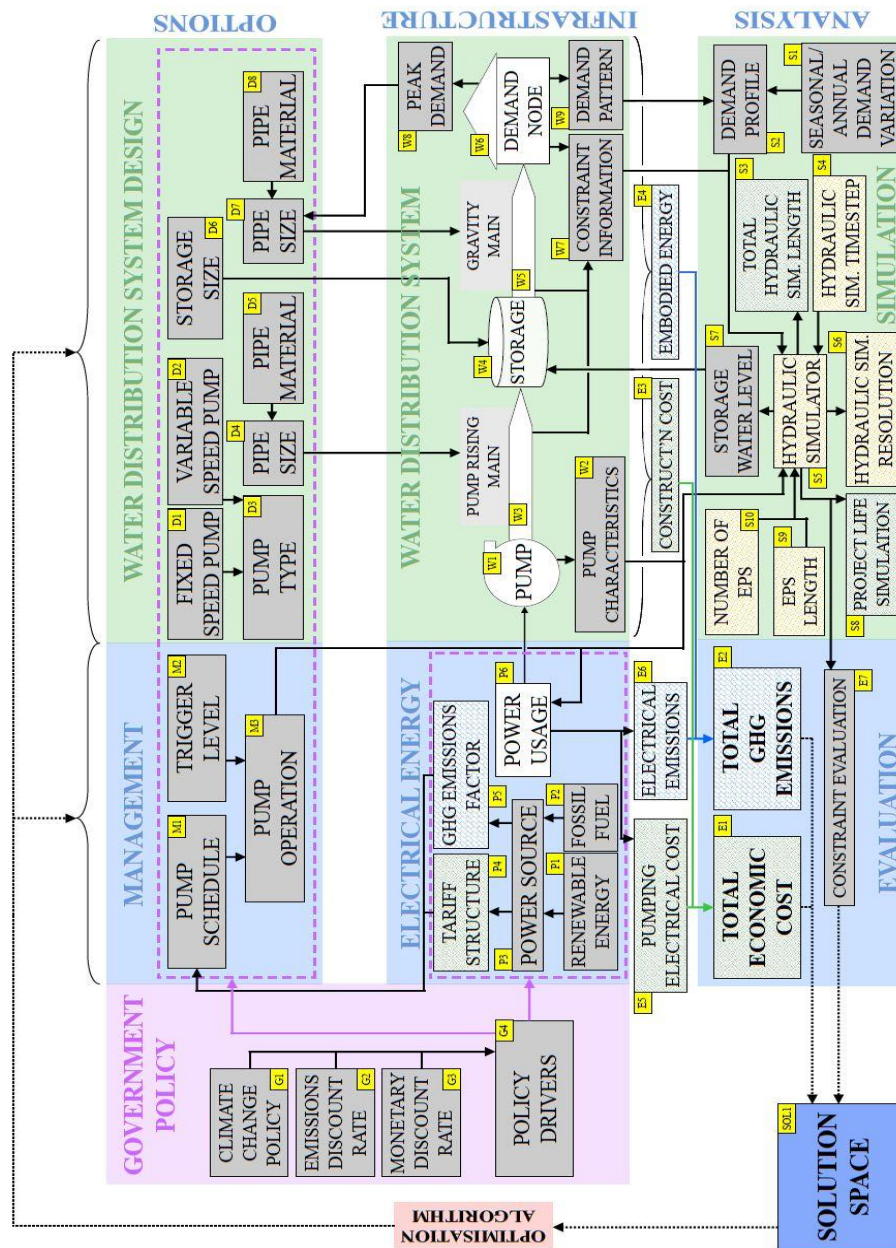 OPTIONS
INFRASTRUCTURE
ANALYSIS
GOVERNMENT
POLICY
CLIMATE
CHANGE
POLICY
G1
EMISSIONS
DISCOUNT
RATE
G2
MONETARY
DISCOUNT
RATE
G3
POLICY
DRIVERS
G4
MANAGEMENT
PUMP
SCHEDULE
M1
TRIGGER
LEVEL
M2
PUMP
OPERATION
M3
WATER DISTRIBUTION SYSTEM DESIGN
FIXED
SPEED PUMP
D1
VARIABLE
SPEED PUMP
D2
PUMP
TYPE
D3
PIPE
SIZE
D4
PIPE
MATERIAL
D5
STORAGE
SIZE
D6
PIPE
SIZE
D7
PIPE
MATERIAL
D8
ELECTRICAL ENERGY
TARIFF
STRUCTURE
P4
GHG EMISSIONS
FACTOR
P5
POWER SOURCE
P3
RENEWABLE
ENERGY
P1
FOSSIL
FUEL
P2
POWER
USAGE
P6
WATER DISTRIBUTION SYSTEM
PUMP
W1
PUMP RISING
MAIN
W3
PUMP
CHARACTERISTICS
W2
STORAGE
W4
GRAVITY
MAIN
W5
DEMAND
NODE
W6
CONSTRAINT
INFORMATION
W7
PEAK
DEMAND
W8
DEMAND
PATTERN
W9
PUMPING
ELECTRICAL COST
E5
ELECTRICAL
EMISSIONS
E6
CONSTRUCT'N COST
E3
EMBODIED ENERGY
E4
TOTAL
ECONOMIC
COST
E1
TOTAL
GHG
EMISSIONS
E2
CONSTRAINT EVALUATION
E7
EVALUATION
NUMBER OF
EPS
S10
EPS
LENGTH
S9
PROJECT LIFE
SIMULATION
S8
STORAGE
WATER LEVEL
S7
HYDRAULIC
SIMULATOR
S5
HYDRAULIC SIM.
RESOLUTION
S6
TOTAL
HYDRAULIC
SIM. LENGTH
S3
HYDRAULIC
SIM. TIMESTEP
S4
DEMAND
PROFILE
S2
SEASONAL/
ANNUAL
DEMAND
VARIATION
S1
SIMULATION
OPTIMISATION
ALGORITHM
SOLUTION
SPACE
SOL1